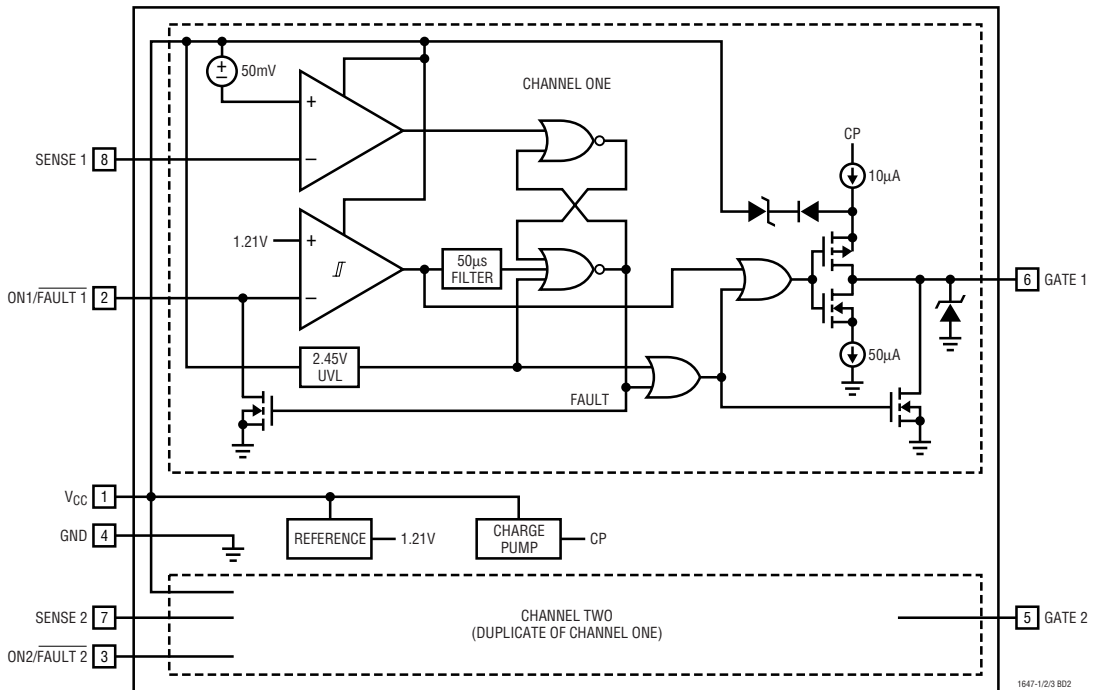 50mV
CHANNEL ONE
+
−
+
−
CP
SENSE 1 8
10μA
1.21V
+
50μs
FILTER
ON1/FAULT 1 2
−
6 GATE 1
2.45V
UVL
50μA
FAULT
VCC 1
GND 4
REFERENCE
1.21V
CHARGE
PUMP
CP
SENSE 2 7
CHANNEL TWO
(DUPLICATE OF CHANNEL ONE)
5 GATE 2
ON2/FAULT 2 3
1647-1/2/3 BD2